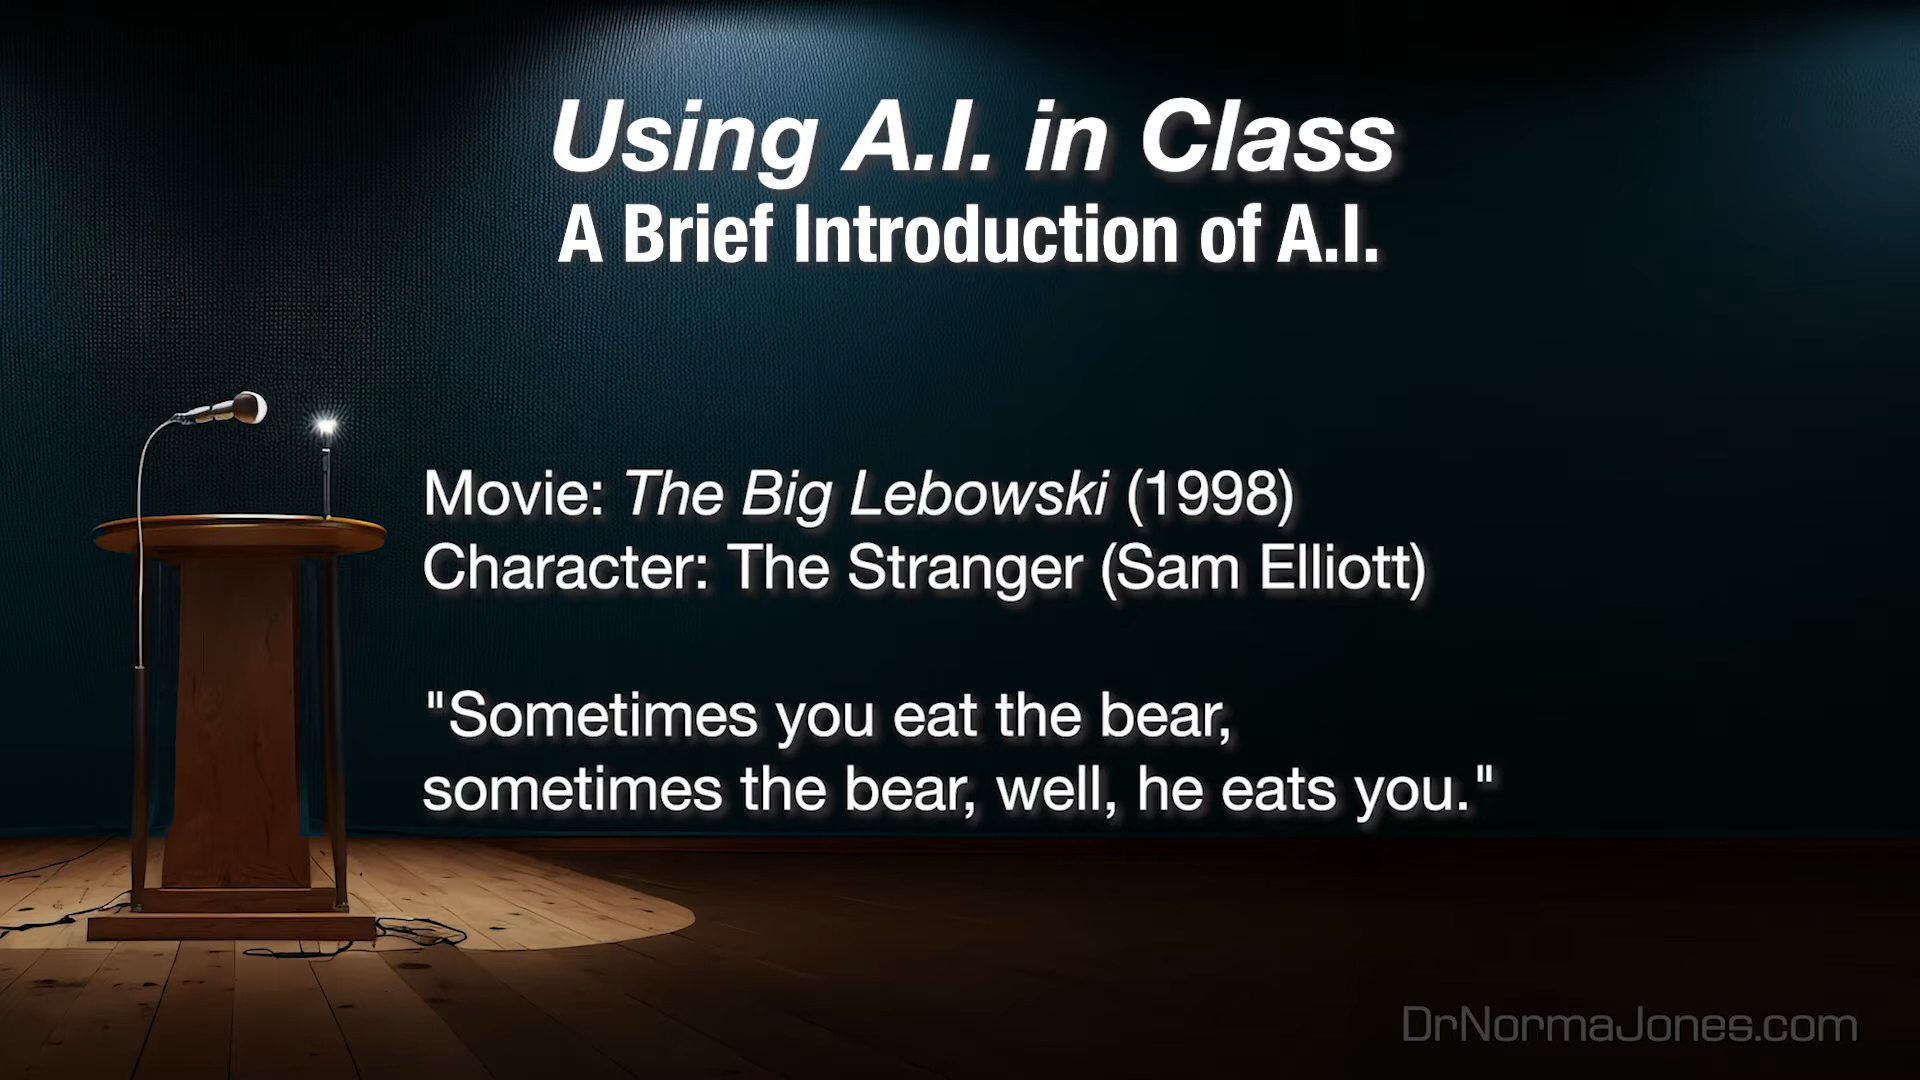 Using A.I. in Class
A Brief Introduction of A.I.
Movie: The Big Lebowski (1998)
Character: The Stranger (Sam Elliott)
"Sometimes you eat the bear,
sometimes the bear, well, he eats you."
DrNormaJones.com